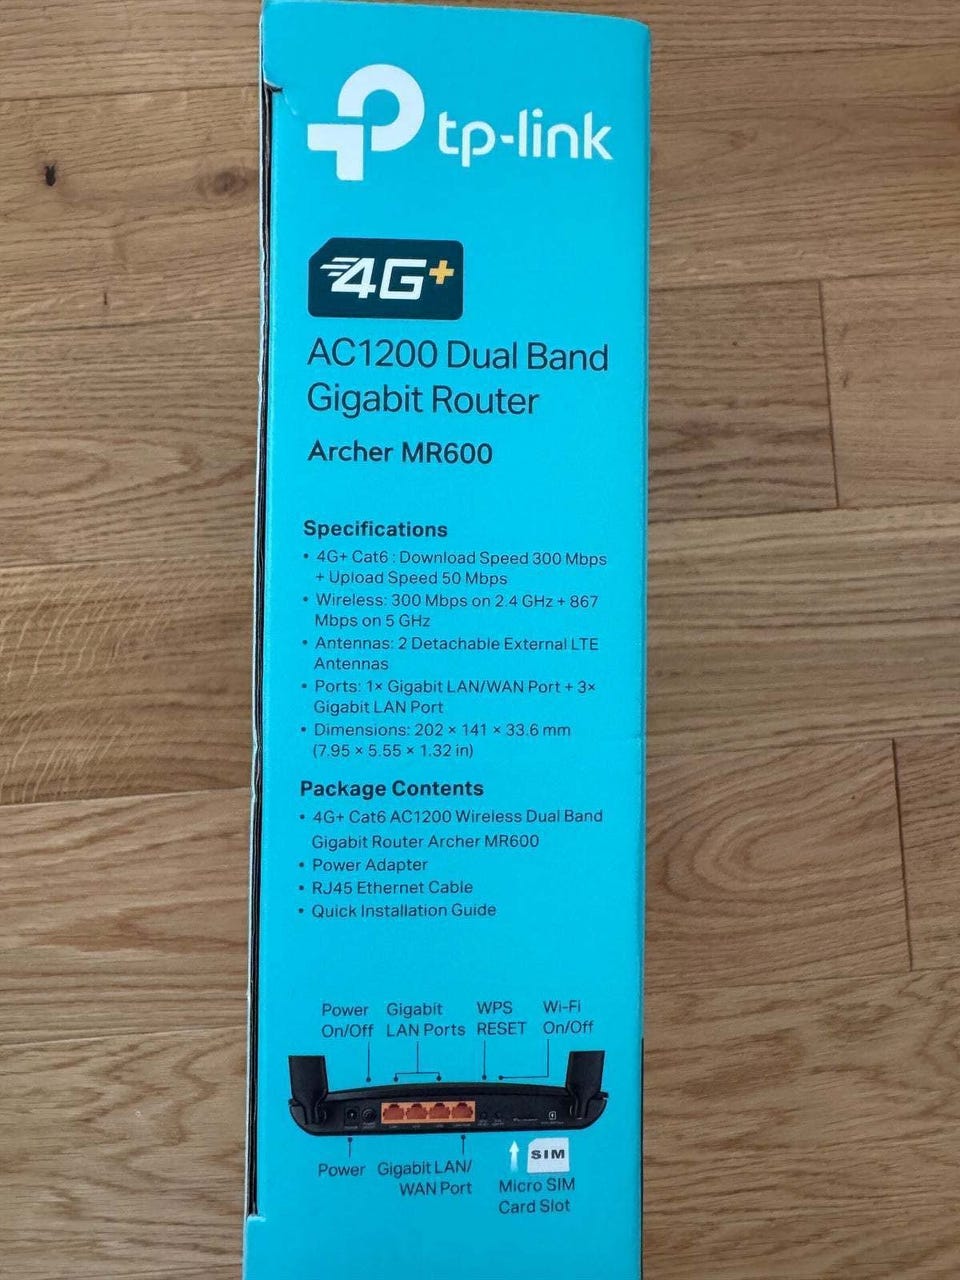 tp-link
4G+
AC1200 Dual Band
Gigabit Router
Archer MR600
Specifications
• 4G+ Cat6 : Download Speed 300 Mbps
+ Upload Speed 50 Mbps
• Wireless: 300 Mbps on 2.4 GHz + 867
Mbps on 5 GHz
• Antennas: 2 Detachable External LTE
Antennas
• Ports: 1× Gigabit LAN/WAN Port + 3×
Gigabit LAN Port
• Dimensions: 202 × 141 × 33.6 mm
(7.95 × 5.55 × 1.32 in)
Package Contents
• 4G+ Cat6 AC1200 Wireless Dual Band
Gigabit Router Archer MR600
• Power Adapter
• RJ45 Ethernet Cable
• Quick Installation Guide
Power On/Off
Gigabit LAN Ports
WPS RESET
Wi-Fi On/Off
Power
Gigabit LAN/
WAN Port
SIM
Micro SIM
Card Slot